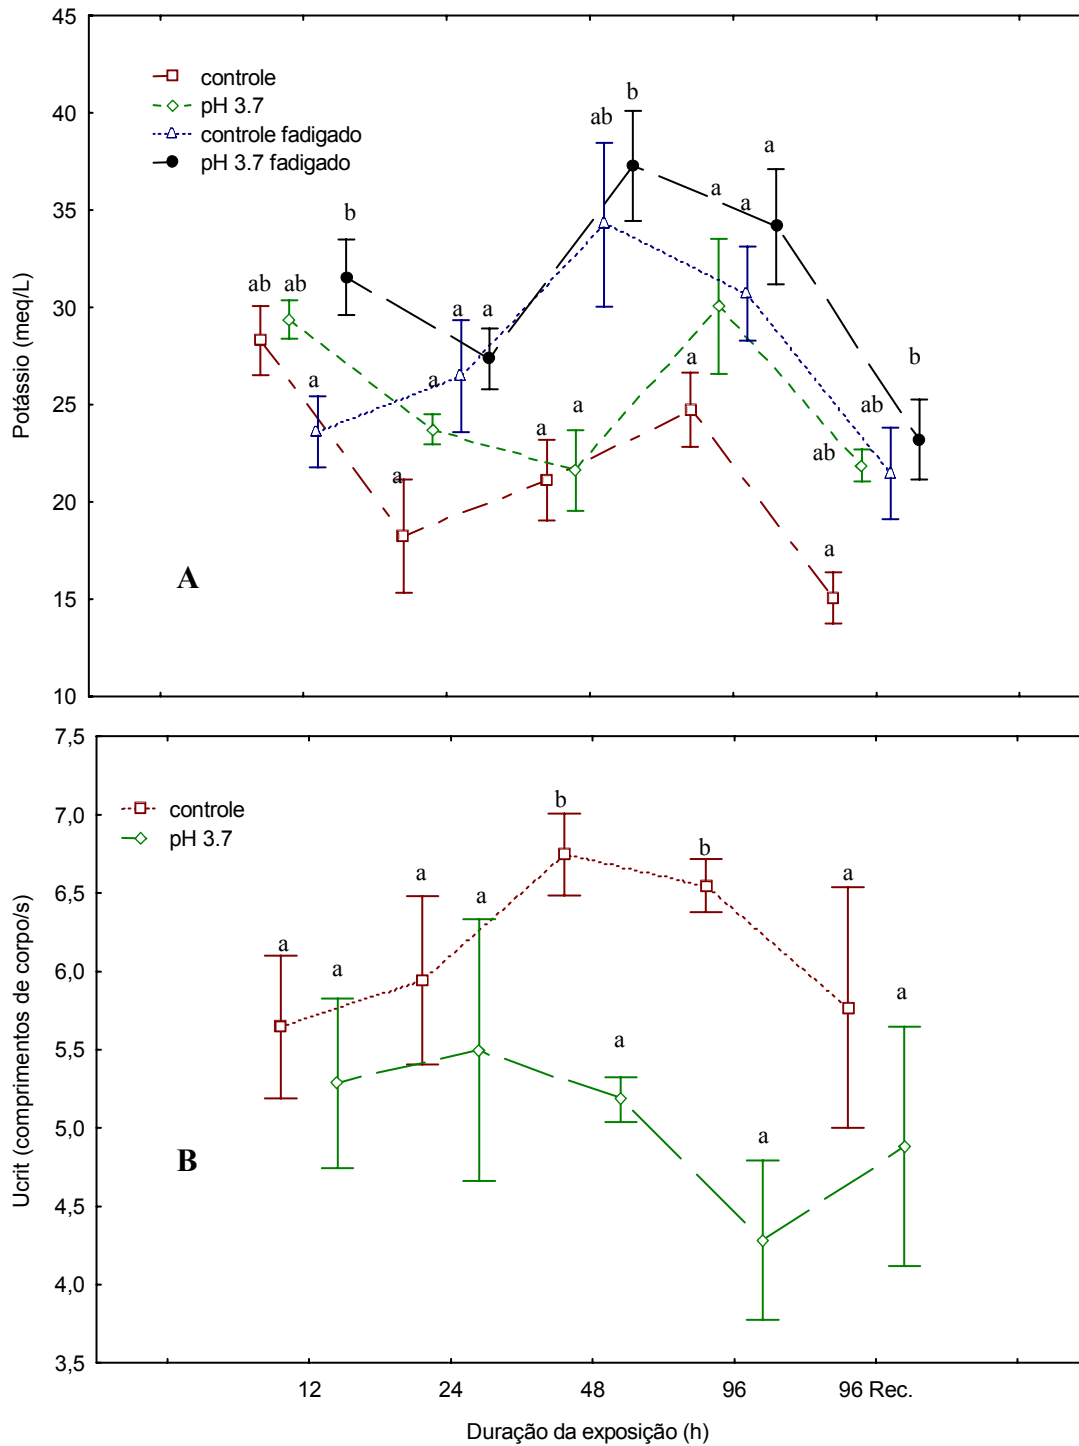 45
40
35
30
25
20
15
10
Potássio (meq/L)
controle
pH 3.7
controle fadigado
pH 3.7 fadigado
ab ab a b
a a a a
a a ab b
a a a a
a ab ab b
A
7,5
7,0
6,5
6,0
5,5
5,0
4,5
4,0
3,5
Ucrit (comprimentos de corpo/s)
controle
pH 3.7
a a
a a
b a
b a
a a
B
12 24 48 96 96 Rec.
Duração da exposição (h)